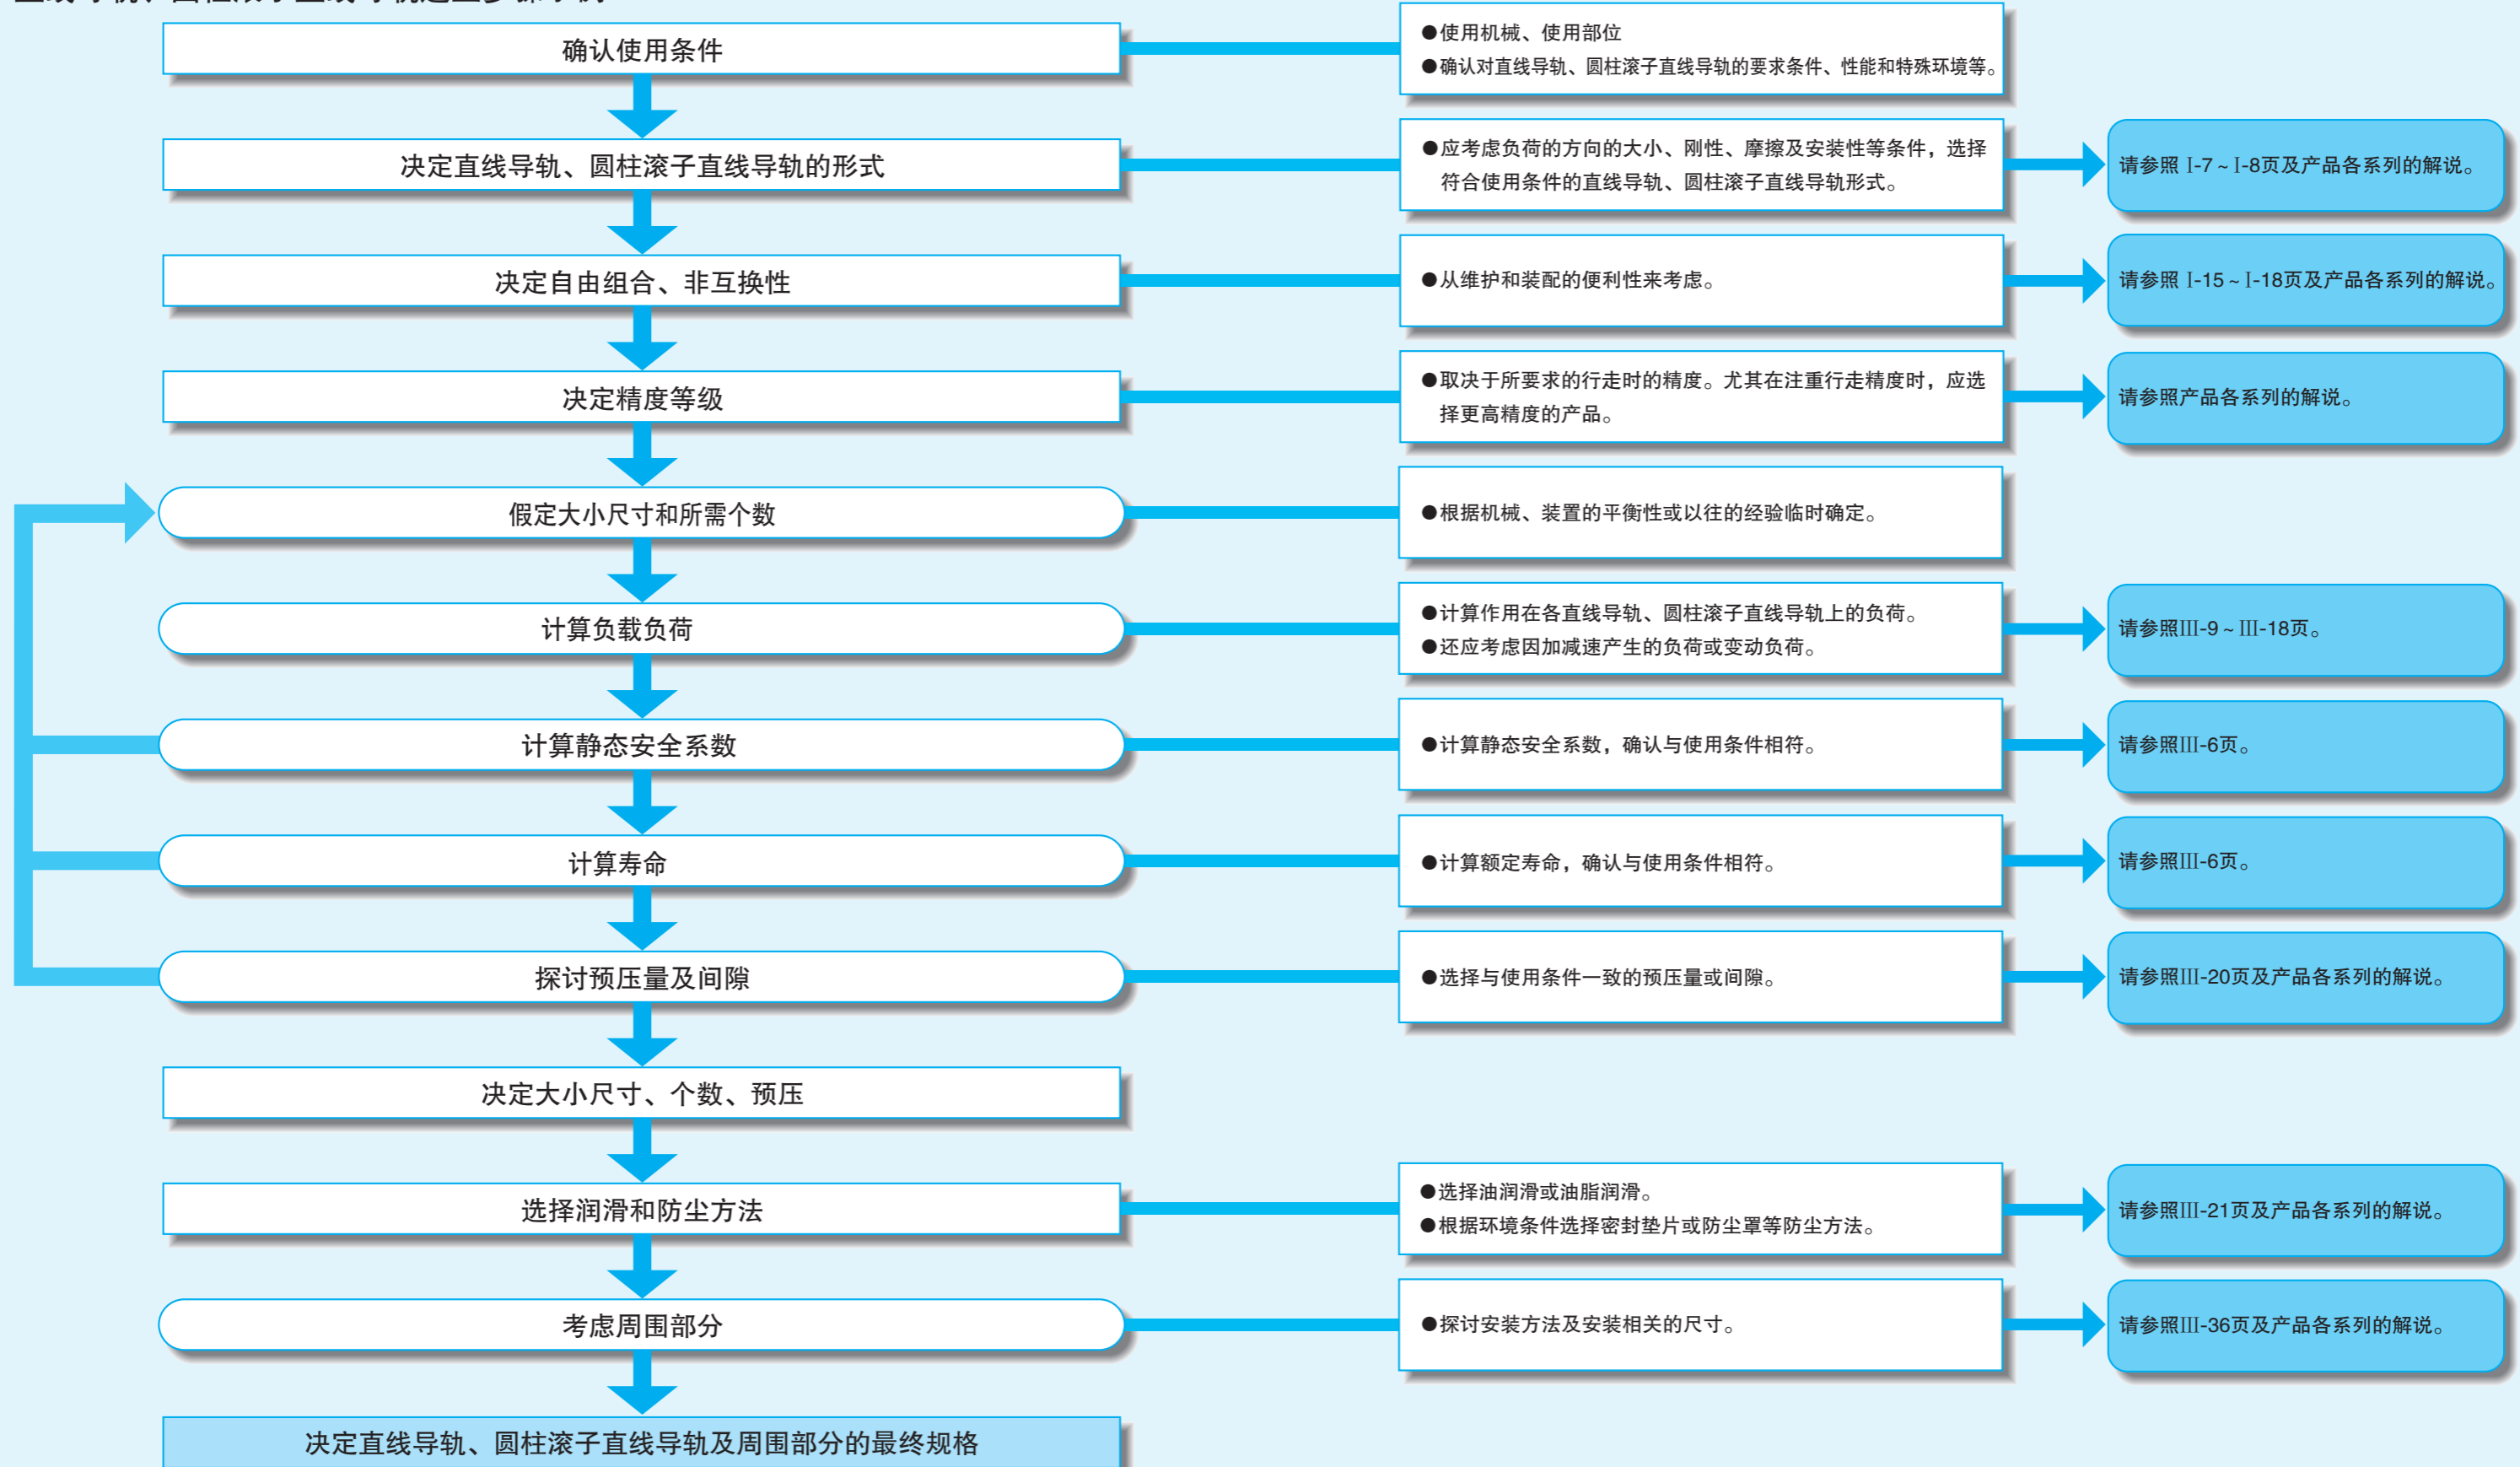 确认使用条件
●使用机械、使用部位
●确认对直线导轨、圆柱滚子直线导轨的要求条件、性能和特殊环境等。
决定直线导轨、圆柱滚子直线导轨的形式
●应考虑负荷的方向的大小、刚性、摩擦及安装性等条件，选择
符合使用条件的直线导轨、圆柱滚子直线导轨形式。
请参照 Ⅰ-7～Ⅰ-8页及产品各系列的解说。
决定自由组合、非互换性
●从维护和装配的便利性来考虑。
请参照 Ⅰ-15～Ⅰ-18页及产品各系列的解说。
决定精度等级
●取决于所要求的行走时的精度。尤其在注重行走精度时，应选
择更高精度的产品。
请参照产品各系列的解说。
假定大小尺寸和所需个数
●根据机械、装置的平衡性或以往的经验临时确定。
计算负载负荷
●计算作用在各直线导轨、圆柱滚子直线导轨上的负荷。
●还应考虑因加减速产生的负荷或变动负荷。
请参照Ⅲ-9～Ⅲ-18页。
计算静态安全系数
●计算静态安全系数，确认与使用条件相符。
请参照Ⅲ-6页。
计算寿命
●计算额定寿命，确认与使用条件相符。
请参照Ⅲ-6页。
探讨预压量及间隙
●选择与使用条件一致的预压量或间隙。
请参照Ⅲ-20页及产品各系列的解说。
决定大小尺寸、个数、预压
选择润滑和防尘方法
●选择油润滑或油脂润滑。
●根据环境条件选择密封垫片或防尘罩等防尘方法。
请参照Ⅲ-21页及产品各系列的解说。
考虑周围部分
●探讨安装方法及安装相关的尺寸。
请参照Ⅲ-36页及产品各系列的解说。
决定直线导轨、圆柱滚子直线导轨及周围部分的最终规格